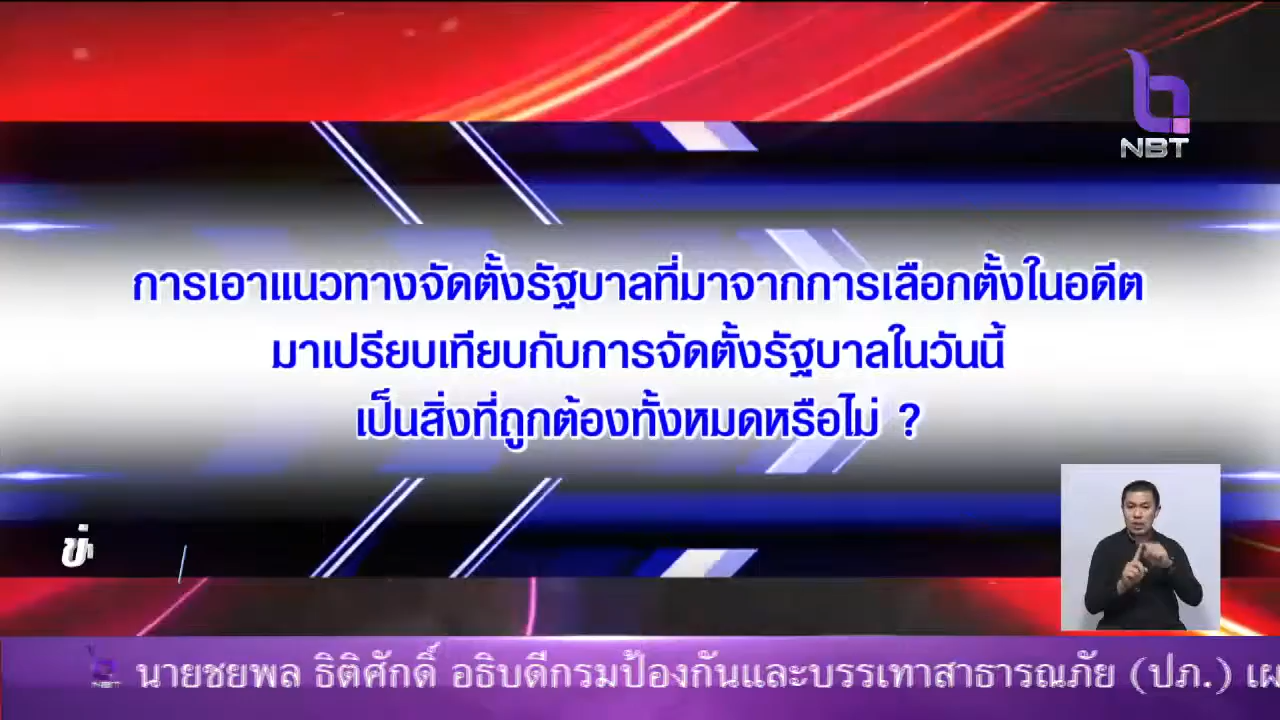 NBT
การเอาแนวทางจัดตั้งรัฐบาลที่มาจากการเลือกตั้งในอดีต
มาเปรียบเทียบกับการจัดตั้งรัฐบาลในวันนี้
เป็นสิ่งที่ถูกต้องทั้งหมดหรือไม่ ?
นายชยพล ธิติศักดิ์ อธิบดีกรมป้องกันและบรรเทาสาธารณภัย (ปภ.)